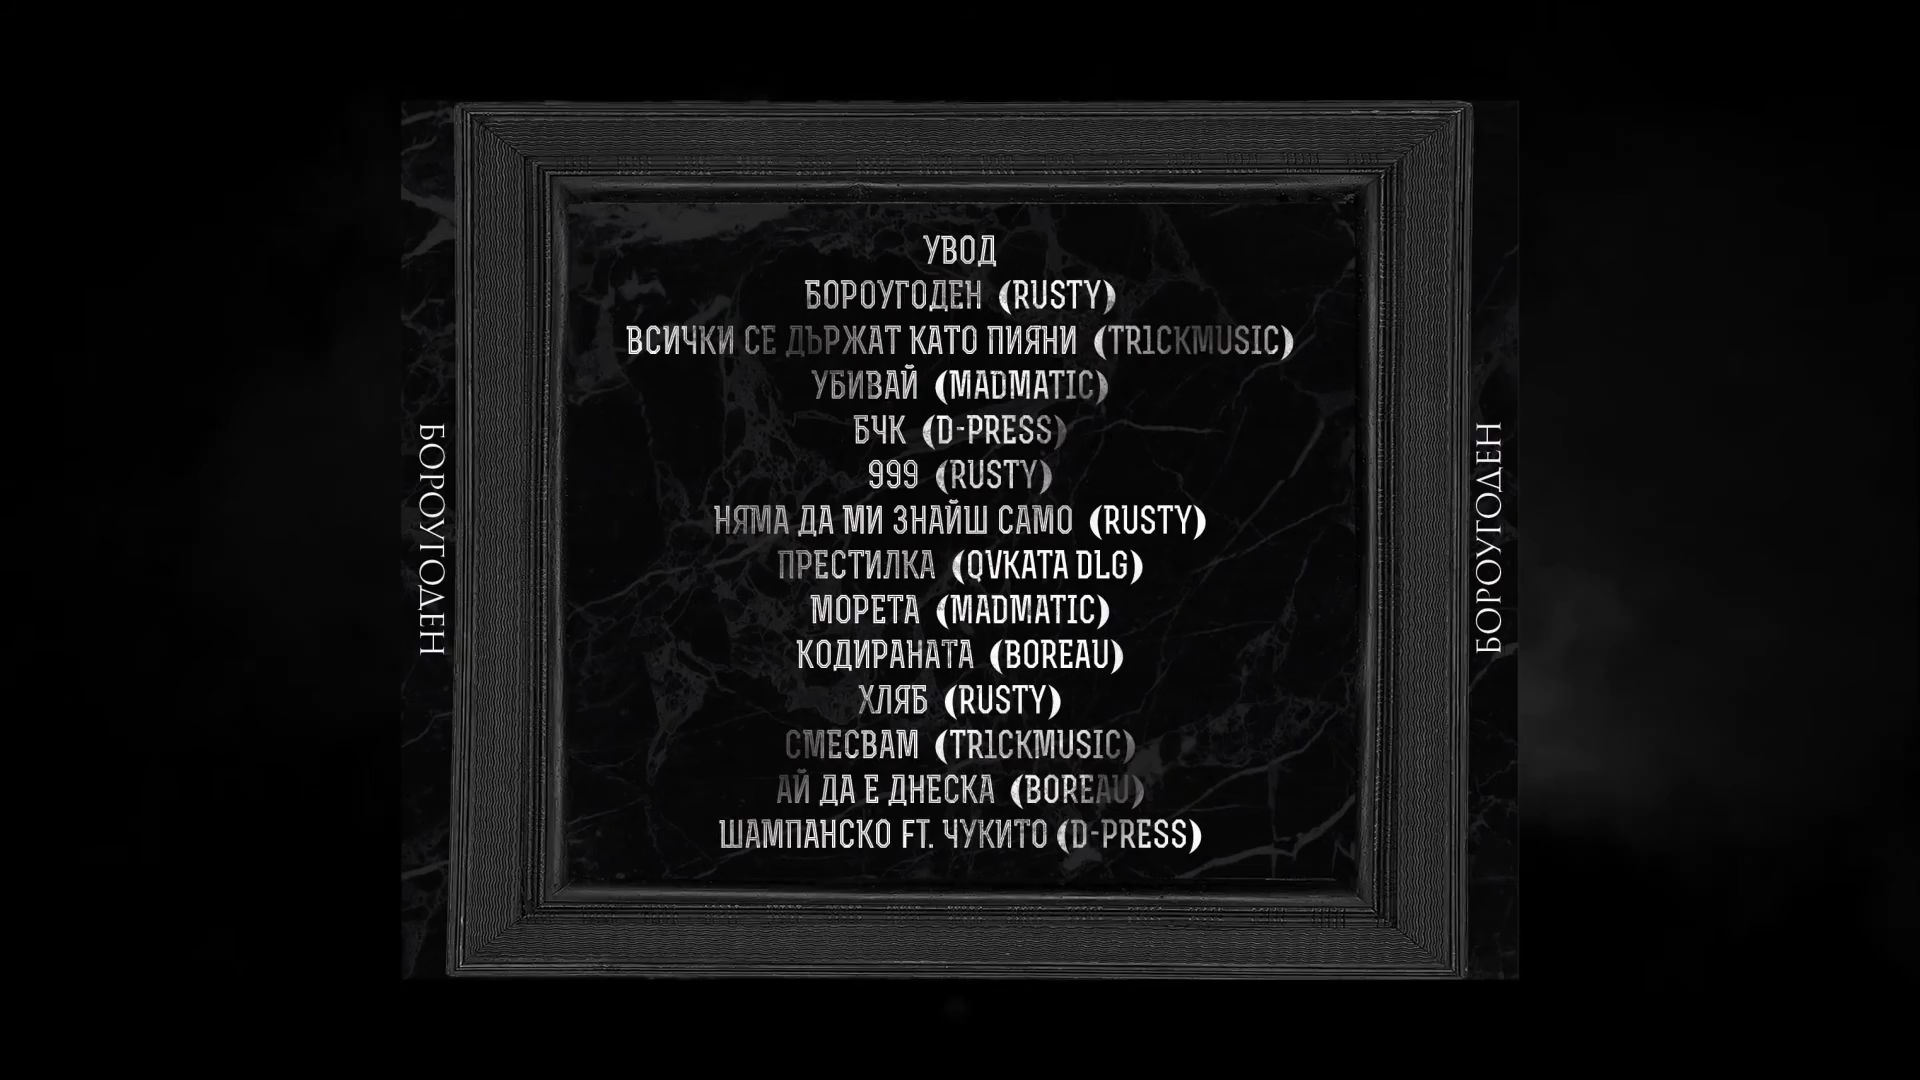 УВОД
БОРОУГОДЕН (RUSTY)
ВСИЧКИ СЕ ДЪРЖАТ КАТО ПИЯНИ (TR1CKMUSIC)
УБИВАЙ (MADMATIC)
БЧК (D-PRESS)
999 (RUSTY)
НЯМА ДА МИ ЗНАЙШ САМО (RUSTY)
ПРЕСТИЛКА (QVKATA DLG)
МОРЕТА (MADMATIC)
КОДИРАНАТА (BOREAU)
ХЛЯБ (RUSTY)
СМЕСВАМ (TR1CKMUSIC)
АЙ ДА Е ДНЕСКА (BOREAU)
ШАМПАНСКО FT. ЧУКИТО (D-PRESS)
БОРОУГОДЕН
БОРОУГОДЕН